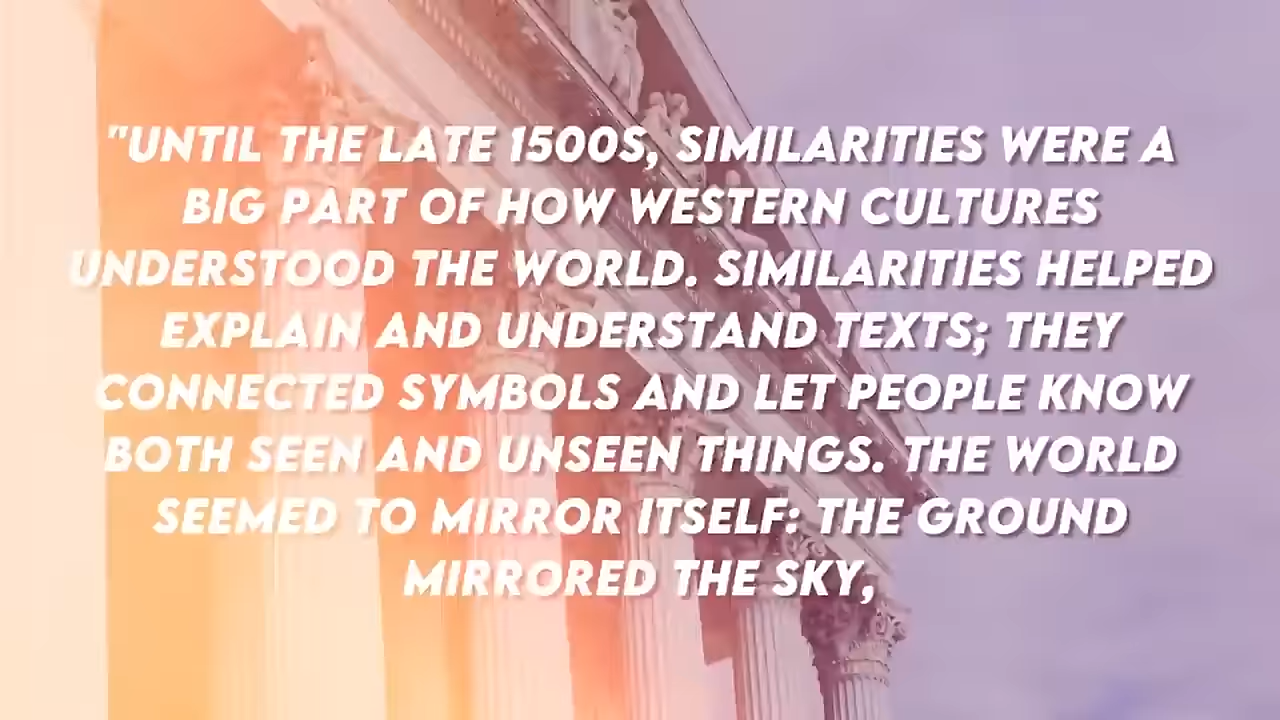 "UNTIL THE LATE 1500S, SIMILARITIES WERE A
BIG PART OF HOW WESTERN CULTURES
UNDERSTOOD THE WORLD. SIMILARITIES HELPED
EXPLAIN AND UNDERSTAND TEXTS; THEY
CONNECTED SYMBOLS AND LET PEOPLE KNOW
BOTH SEEN AND UNSEEN THINGS. THE WORLD
SEEMED TO MIRROR ITSELF: THE GROUND
MIRRORED THE SKY,